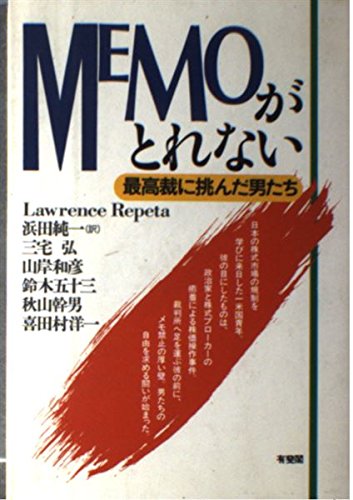 MEMOが
とれない
最高裁に挑んだ男たち
Lawrence Repeta
浜田純一(訳)
三宅 弘
山岸和彦
鈴木五十三
秋山幹男
喜田村洋一
日本の株式市場の規制を
学びに来日した一米国青年。
彼の目にしたものは、
政治家と株式ブローカーの
癒着による株価操作事件。
裁判所へ足を運ぶ彼の前に、
メモ禁止の厚い壁。男たちの
自由を求める闘いが始まった。
有斐閣